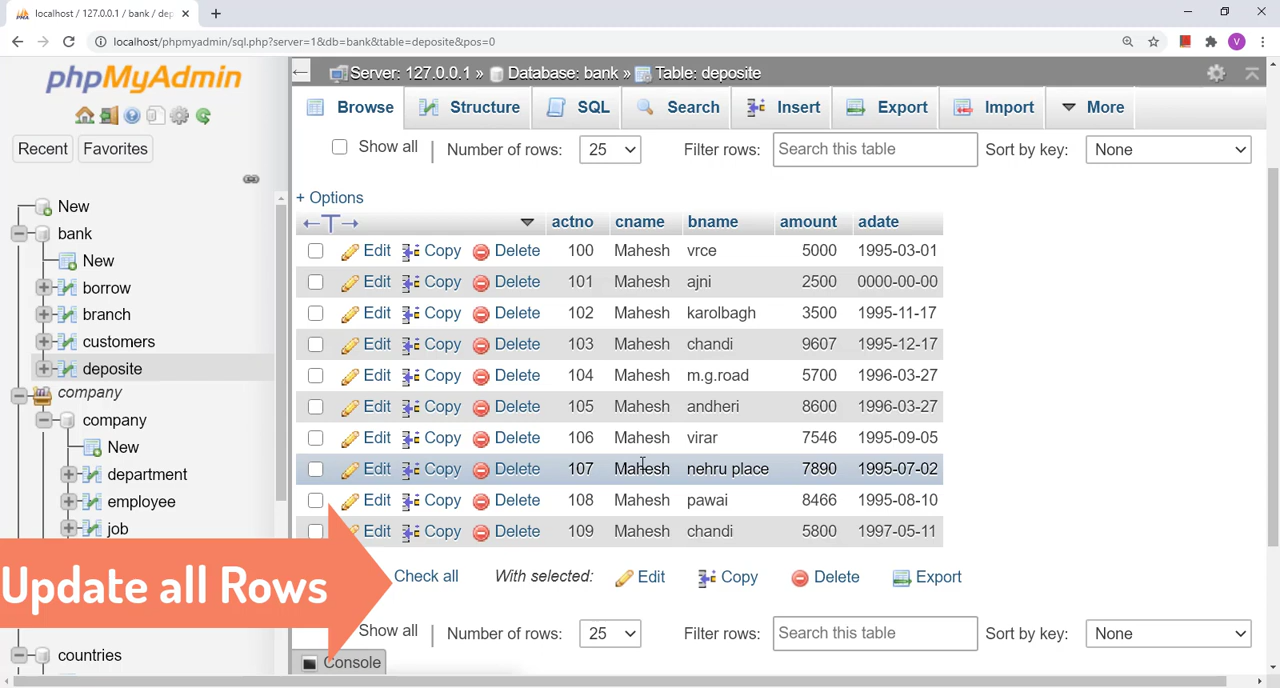 localhost / 127.0.0.1 / bank / dep
localhost/phpmyadmin/sql.php?server=1&db=bank&table=deposite&pos=0
V
phpMyAdmin
Recent Favorites
New
bank
New
borrow
branch
customers
deposite
company
company
New
department
employee
job
countries
Server: 127.0.0.1 » Database: bank » Table: deposite
Browse Structure SQL Search Insert Export Import More
Show all Number of rows: 25 Filter rows: Search this table Sort by key: None
+ Options
←T→ actno cname bname amount adate
Edit Copy Delete 100 Mahesh vrce 5000 1995-03-01
Edit Copy Delete 101 Mahesh ajni 2500 0000-00-00
Edit Copy Delete 102 Mahesh karolbagh 3500 1995-11-17
Edit Copy Delete 103 Mahesh chandi 9607 1995-12-17
Edit Copy Delete 104 Mahesh m.g.road 5700 1996-03-27
Edit Copy Delete 105 Mahesh andheri 8600 1996-03-27
Edit Copy Delete 106 Mahesh virar 7546 1995-09-05
Edit Copy Delete 107 Mahesh nehru place 7890 1995-07-02
Edit Copy Delete 108 Mahesh pawai 8466 1995-08-10
Edit Copy Delete 109 Mahesh chandi 5800 1997-05-11
Check all With selected: Edit Copy Delete Export
Show all Number of rows: 25 Filter rows: Search this table Sort by key: None
Console
Update all Rows